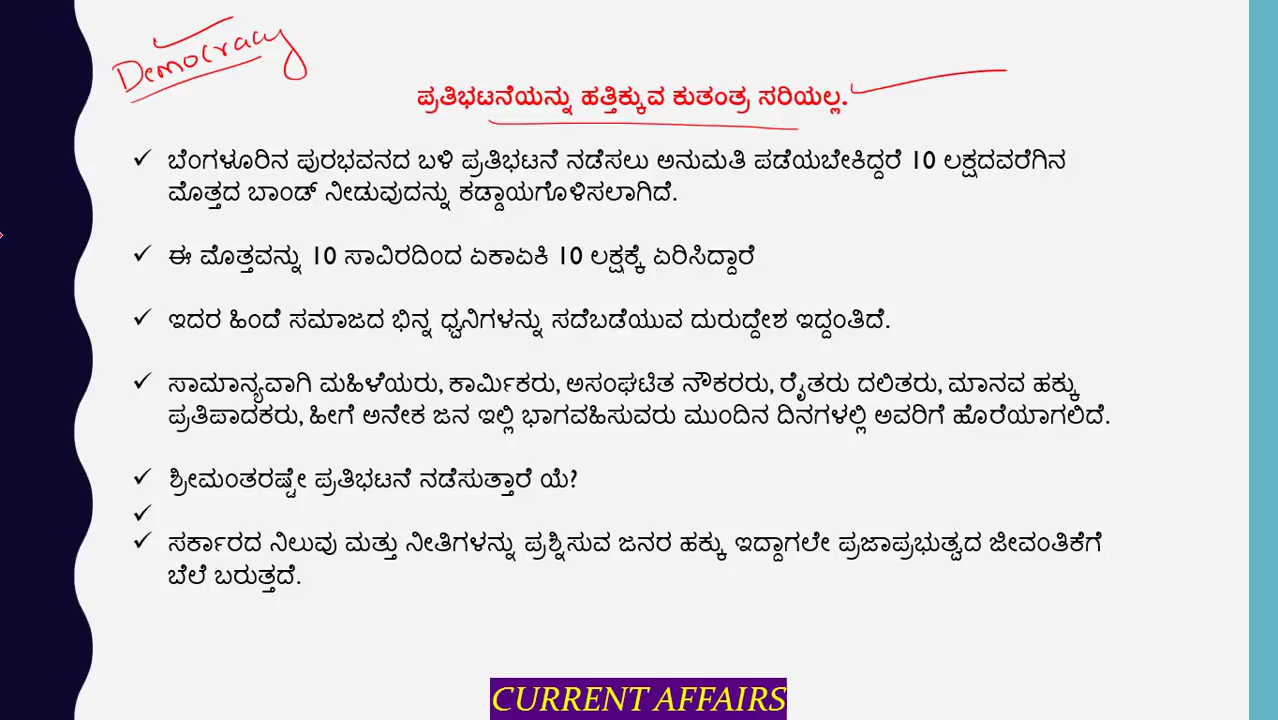 Democracy
ಪ್ರತಿಭಟನೆಯನ್ನು ಹತ್ತಿಕ್ಕುವ ಕುತಂತ್ರ ಸರಿಯಲ್ಲ.
✓ ಬೆಂಗಳೂರಿನ ಪುರಭವನದ ಬಳಿ ಪ್ರತಿಭಟನೆ ನಡೆಸಲು ಅನುಮತಿ ಪಡೆಯಬೇಕಿದ್ದರೆ 10 ಲಕ್ಷದವರೆಗಿನ
ಮೊತ್ತದ ಬಾಂಡ್ ನೀಡುವುದನ್ನು ಕಡ್ಡಾಯಗೊಳಿಸಲಾಗಿದೆ.
✓ ಈ ಮೊತ್ತವನ್ನು 10 ಸಾವಿರದಿಂದ ಏಕಾಏಕಿ 10 ಲಕ್ಷಕ್ಕೆ ಏರಿಸಿದ್ದಾರೆ
✓ ಇದರ ಹಿಂದೆ ಸಮಾಜದ ಭಿನ್ನ ಧ್ವನಿಗಳನ್ನು ಸದೆಬಡೆಯುವ ದುರುದ್ದೇಶ ಇದ್ದಂತಿದೆ.
✓ ಸಾಮಾನ್ಯವಾಗಿ ಮಹಿಳೆಯರು, ಕಾರ್ಮಿಕರು, ಅಸಂಘಟಿತ ನೌಕರರು, ರೈತರು ದಲಿತರು, ಮಾನವ ಹಕ್ಕು
ಪ್ರತಿಪಾದಕರು, ಹೀಗೆ ಅನೇಕ ಜನ ಇಲ್ಲಿ ಭಾಗವಹಿಸುವರು ಮುಂದಿನ ದಿನಗಳಲ್ಲಿ ಅವರಿಗೆ ಹೊರೆಯಾಗಲಿದೆ.
✓ ಶ್ರೀಮಂತರಷ್ಟೇ ಪ್ರತಿಭಟನೆ ನಡೆಸುತ್ತಾರೆ ಯೆ?
✓
✓ ಸರ್ಕಾರದ ನಿಲುವು ಮತ್ತು ನೀತಿಗಳನ್ನು ಪ್ರಶ್ನಿಸುವ ಜನರ ಹಕ್ಕು ಇದ್ದಾಗಲೇ ಪ್ರಜಾಪ್ರಭುತ್ವದ ಜೀವಂತಿಕೆಗೆ
ಬೆಲೆ ಬರುತ್ತದೆ.
CURRENT AFFAIRS